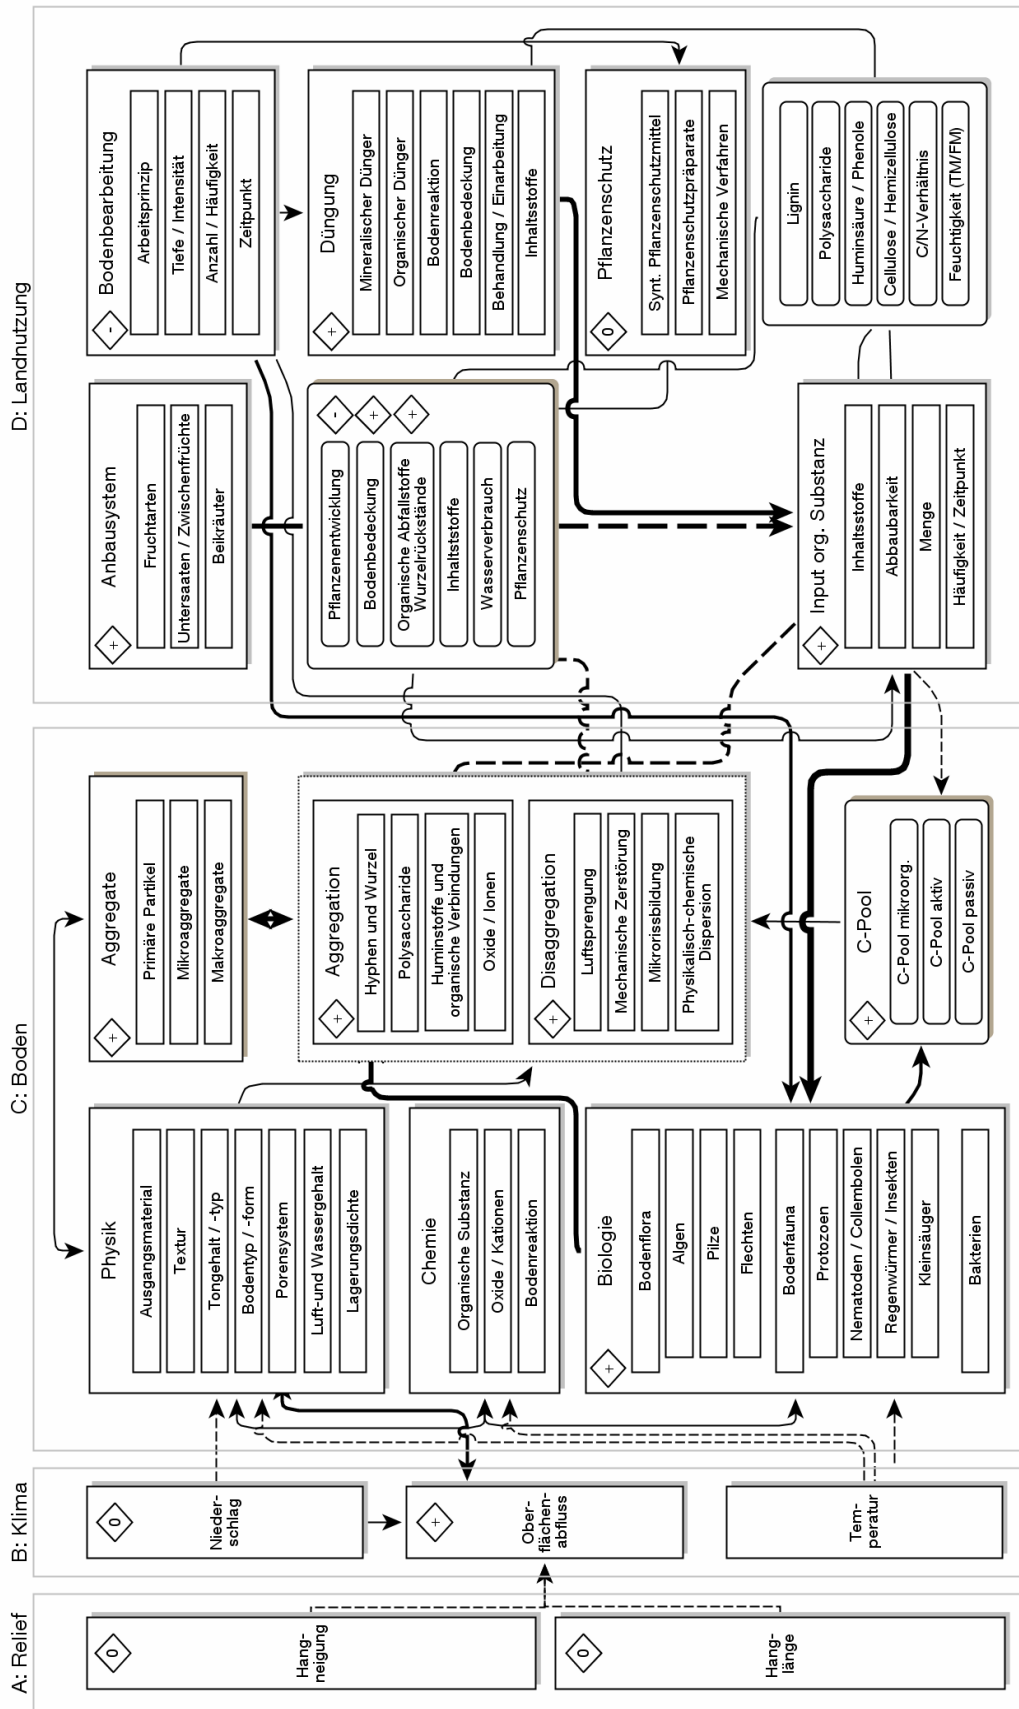 A: Relief
0
Hang-
neigung
0
Hang-
länge
B: Klima
0
Nieder-
schlag
+
Ober-
flächen-
abfluss
Tem-
peratur
C: Boden
Physik
Ausgangsmaterial
Textur
Tongehalt / -typ
Bodentyp / -form
Porensystem
Luft-und Wassergehalt
Lagerungsdichte
Chemie
Organische Substanz
Oxide / Kationen
Bodenreaktion
+
Biologie
Bodenflora
Algen
Pilze
Flechten
Bodenfauna
Protozoen
Nematoden / Collembolen
Regenwürmer / Insekten
Kleinsäuger
Bakterien
+
Aggregate
Primäre Partikel
Mikroaggregate
Makroaggregate
+
Aggregation
Hyphen und Wurzel
Polysaccharide
Huminstoffe und
organische Verbindungen
Oxide / Ionen
+
Disaggregation
Luftsprengung
Mechanische Zerstörung
Mikrorissbildung
Physikalisch-chemische
Dispersion
+
C-Pool
C-Pool mikroorg.
C-Pool aktiv
C-Pool passiv
D: Landnutzung
+
Anbausystem
Fruchtarten
Untersaaten / Zwischenfrüchte
Beikräuter
Pflanzenentwicklung
Bodenbedeckung
Organische Abfallstoffe
Wurzelrückstände
Inhaltststoffe
Wasserverbrauch
Pflanzenschutz
-
+
+
+
Input org. Substanz
Inhaltsstoffe
Abbaubarkeit
Menge
Häufigkeit / Zeitpunkt
-
Bodenbearbeitung
Arbeitsprinzip
Tiefe / Intensität
Anzahl / Häufigkeit
Zeitpunkt
+
Düngung
Mineralischer Dünger
Organischer Dünger
Bodenreaktion
Bodenbedeckung
Behandlung / Einarbeitung
Inhaltsstoffe
0
Pflanzenschutz
Synt. Pflanzenschutzmittel
Pflanzenschutzpräparate
Mechanische Verfahren
Lignin
Polysaccharide
Huminsäure / Phenole
Cellulose / Hemizellulose
C/N-Verhältnis
Feuchtigkeit (TM/FM)